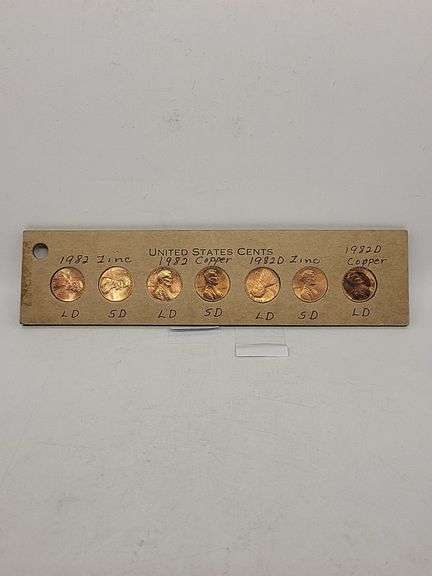 UNITED STATES CENTS
1982 Zinc 1982 Copper 1982D Zinc 1982D Copper
LD SD LD SD LD SD LD